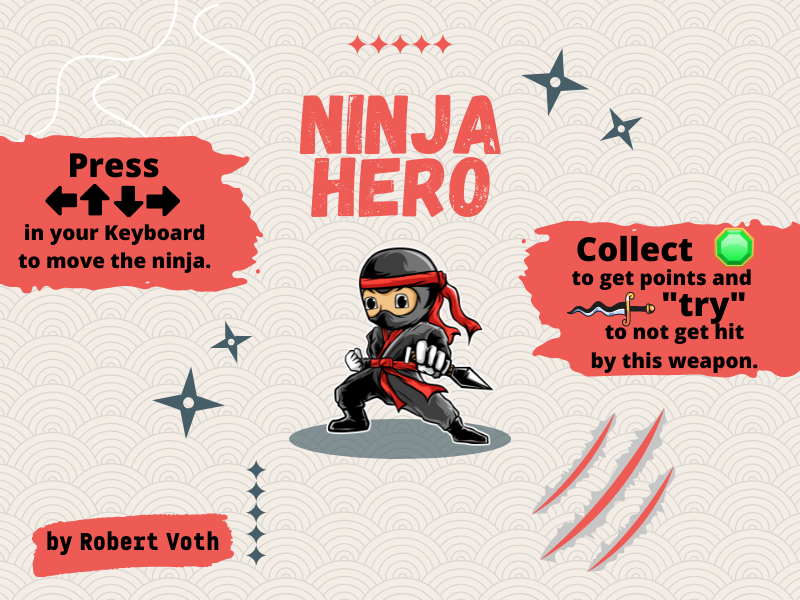 NINJA
HERO
Press
in your Keyboard
to move the ninja.
Collect
to get points and
"try"
to not get hit
by this weapon.
by Robert Voth